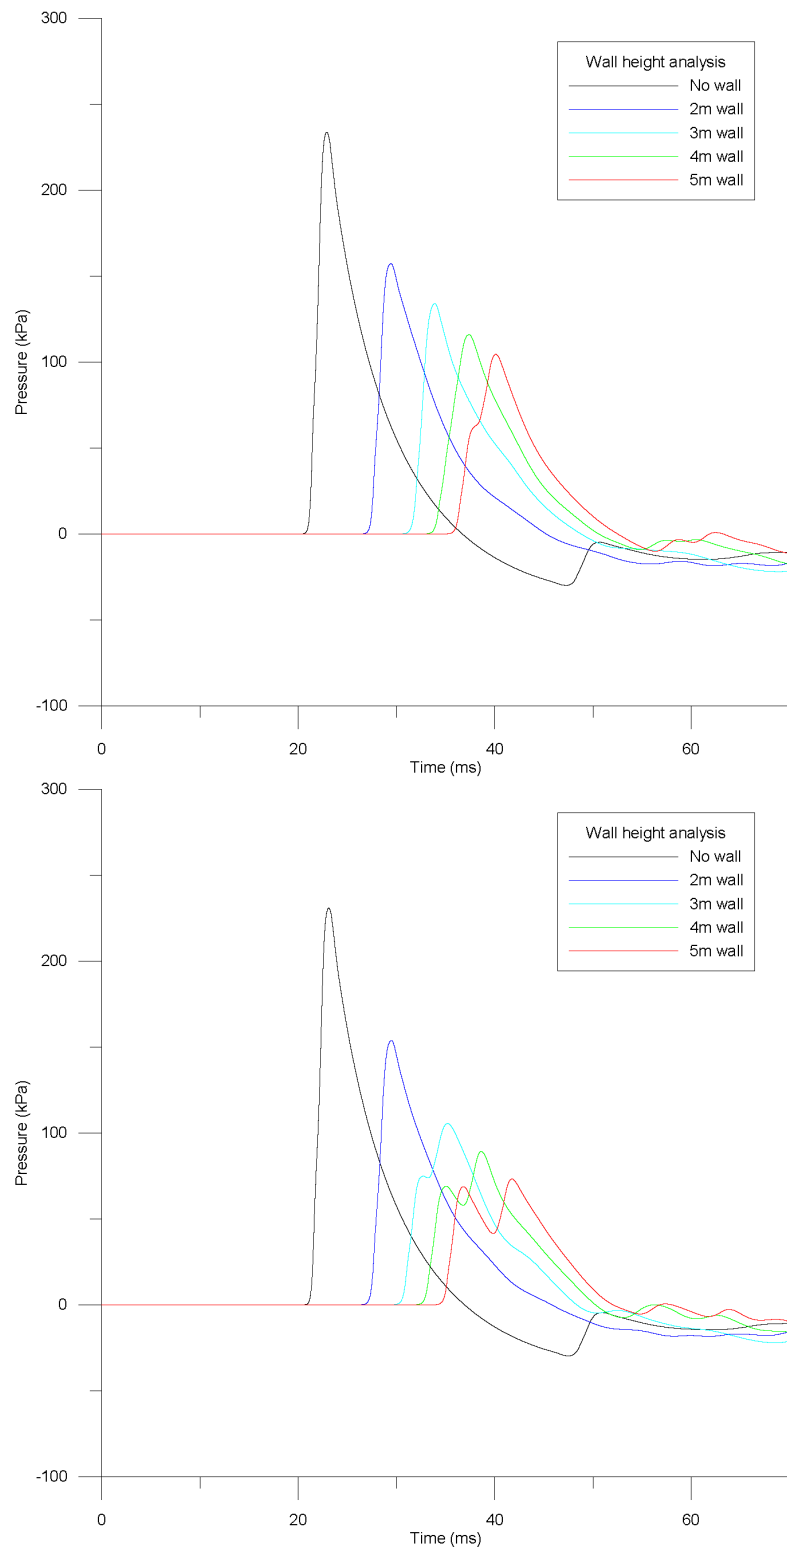 300
200
100
0
-100
Pressure (kPa)
0
20
40
60
Time (ms)
Wall height analysis
No wall
2m wall
3m wall
4m wall
5m wall
300
200
100
0
-100
Pressure (kPa)
0
20
40
60
Time (ms)
Wall height analysis
No wall
2m wall
3m wall
4m wall
5m wall